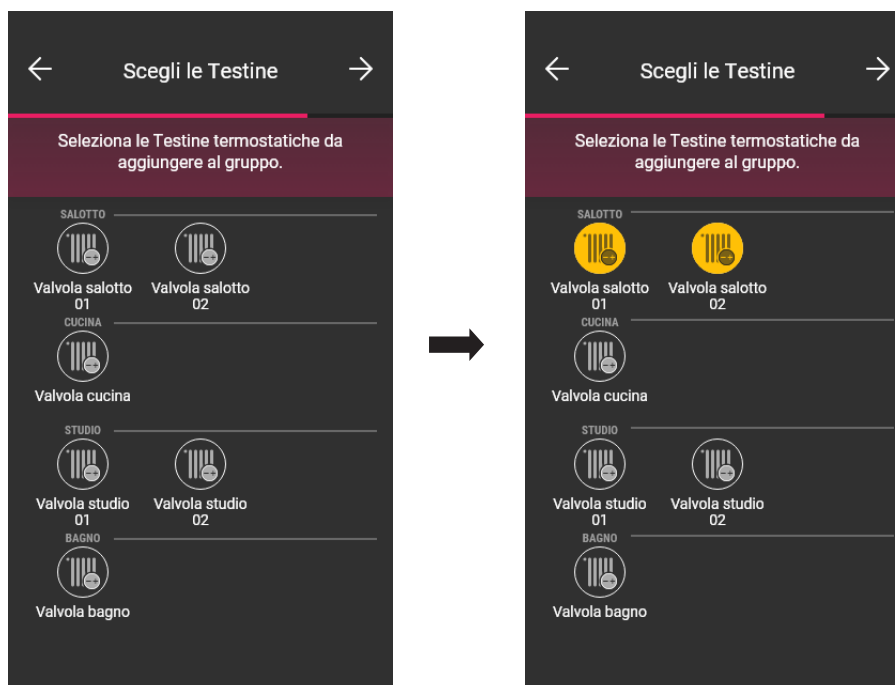 Scegli le Testine
Seleziona le Testine termostatiche da
aggiungere al gruppo.
SALOTTO
Valvola salotto
01
Valvola salotto
02
CUCINA
Valvola cucina
STUDIO
Valvola studio
01
Valvola studio
02
BAGNO
Valvola bagno
Scegli le Testine
Seleziona le Testine termostatiche da
aggiungere al gruppo.
SALOTTO
Valvola salotto
01
Valvola salotto
02
CUCINA
Valvola cucina
STUDIO
Valvola studio
01
Valvola studio
02
BAGNO
Valvola bagno